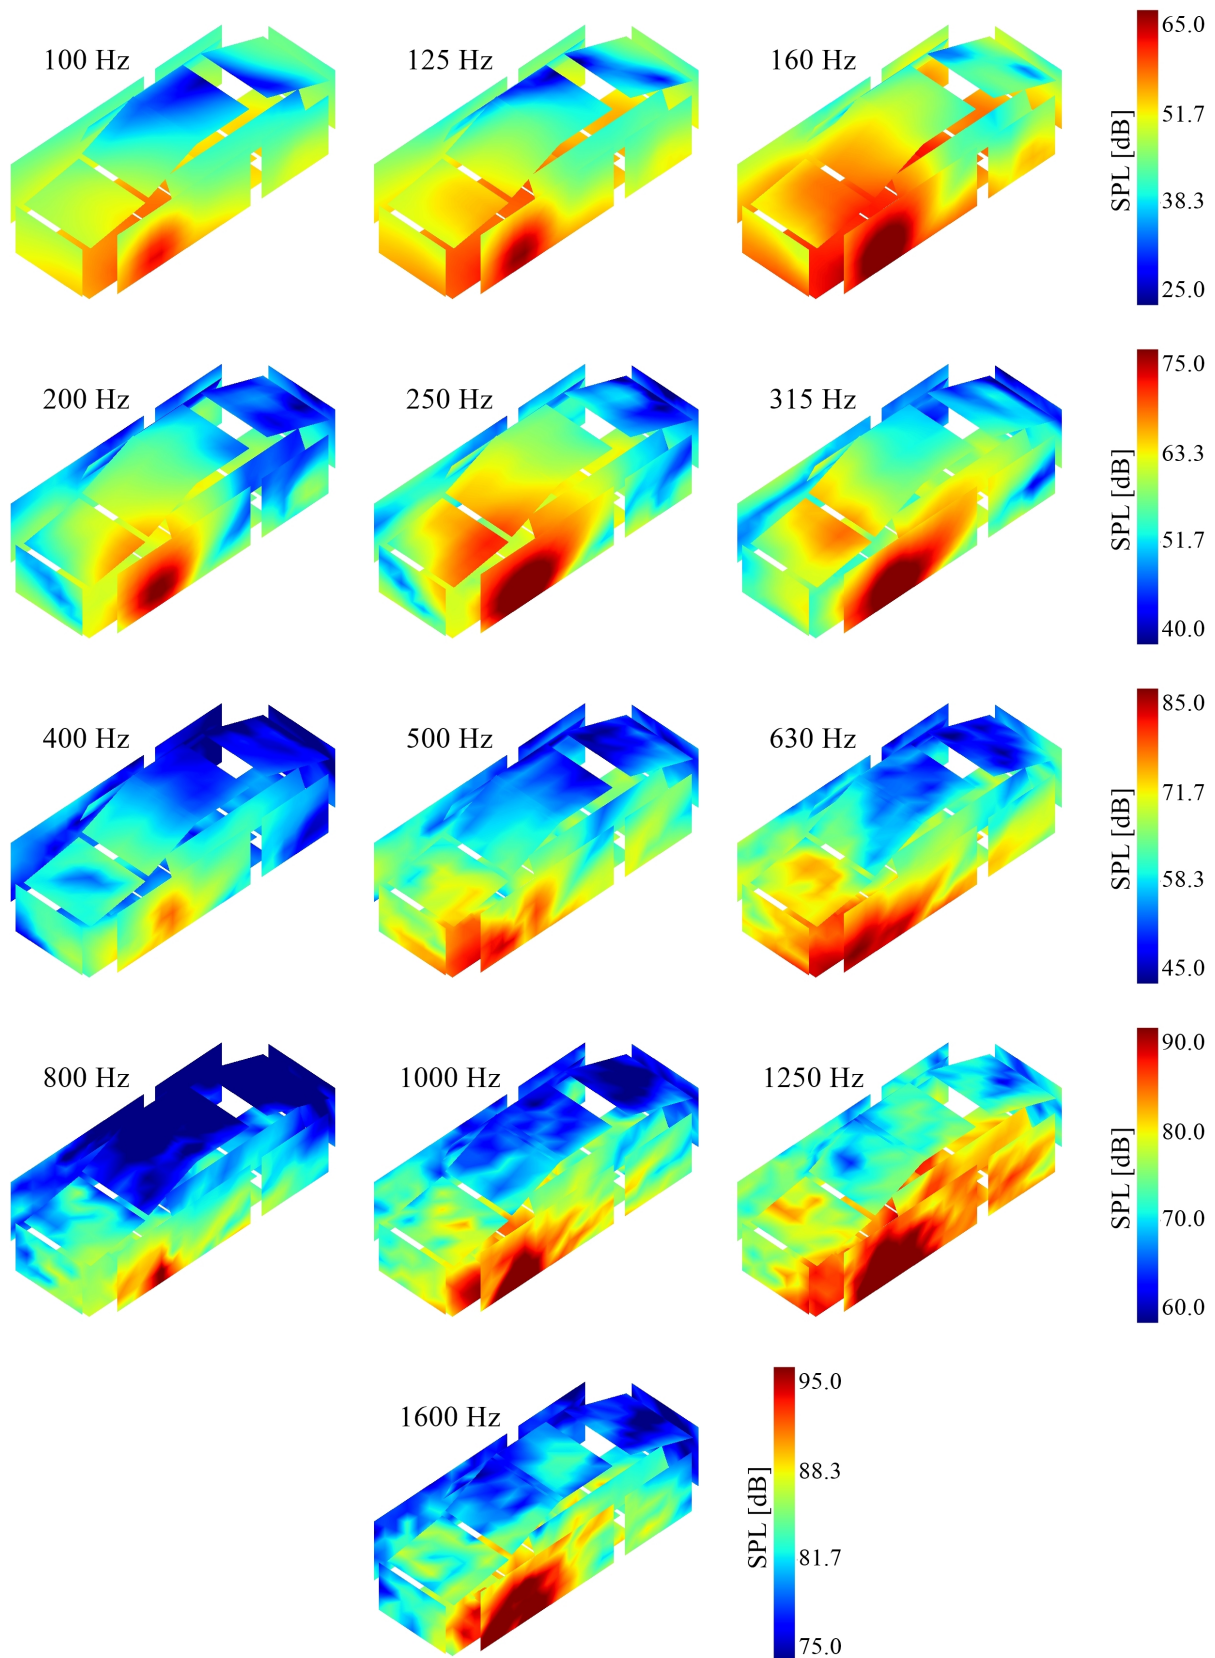 100 Hz
125 Hz
160 Hz
65.0
51.7
38.3
25.0
SPL [dB]
200 Hz
250 Hz
315 Hz
75.0
63.3
51.7
40.0
SPL [dB]
400 Hz
500 Hz
630 Hz
85.0
71.7
58.3
45.0
SPL [dB]
800 Hz
1000 Hz
1250 Hz
90.0
80.0
70.0
60.0
SPL [dB]
1600 Hz
95.0
88.3
81.7
75.0
SPL [dB]